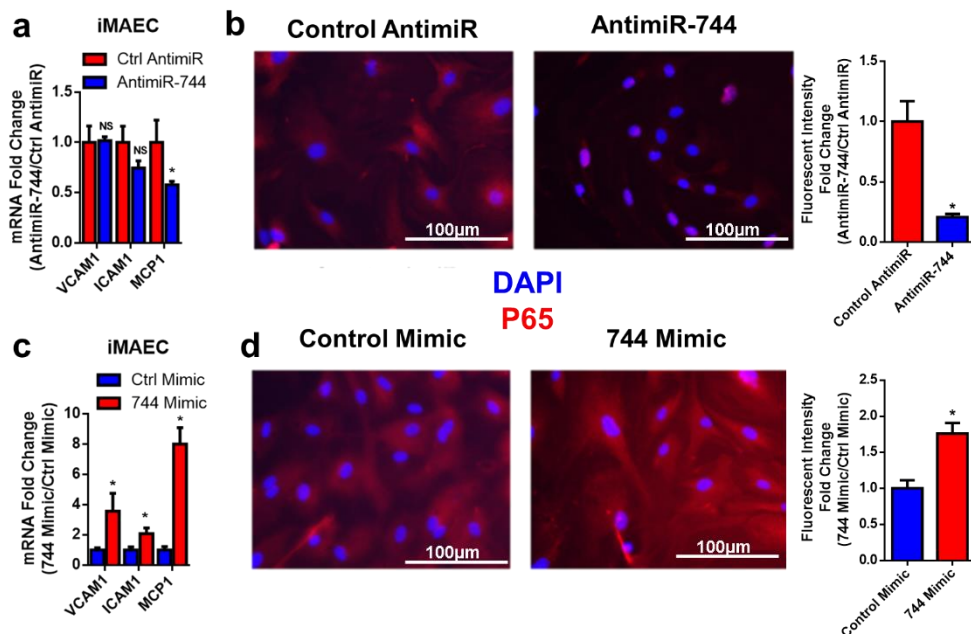 a
iMAEC
Ctrl AntimiR
AntimiR-744
mRNA Fold Change
(AntimiR-744/Ctrl AntimiR)
1.5
1.0
0.5
0.0
NS
NS
*
VCAM1
ICAM1
MCP1
b
Control AntimiR
AntimiR-744
100µm
100µm
Fluorescent Intensity
Fold Change
(AntimiR-744/Ctrl AntimiR)
1.5
1.0
0.5
0.0
*
Control AntimiR
AntimiR-744
DAPI
P65
c
iMAEC
Ctrl Mimic
744 Mimic
mRNA Fold Change
(744 Mimic/Ctrl Mimic)
10
8
6
4
2
0
*
*
*
VCAM1
ICAM1
MCP1
d
Control Mimic
744 Mimic
100µm
100µm
Fluorescent Intensity
Fold Change
(744 Mimic/Ctrl Mimic)
2.5
2.0
1.5
1.0
0.5
0.0
*
Control Mimic
744 Mimic